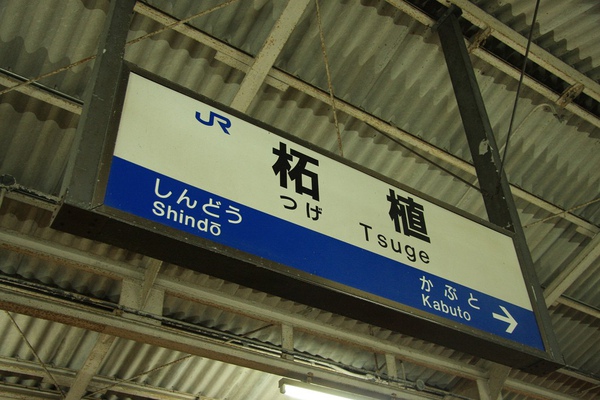 JR
柘植
つげ
Tsuge
しんどう
Shindō
かぶと
Kabuto